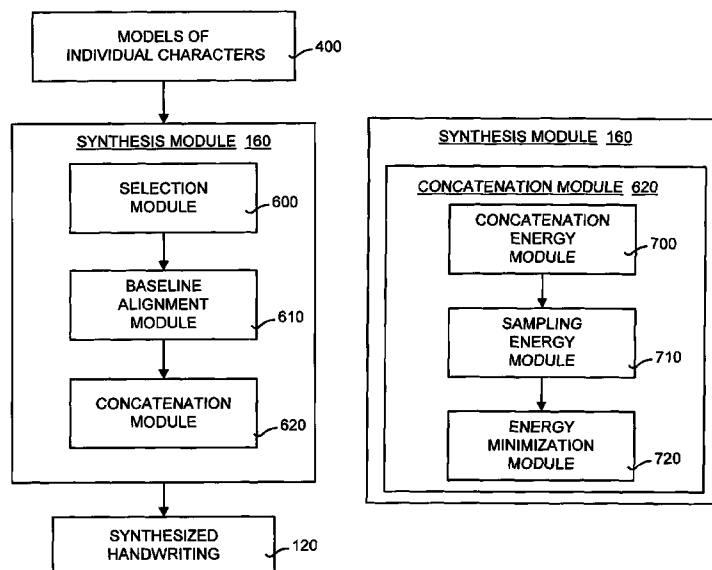 MODELS OF
INDIVIDUAL CHARACTERS
400
SYNTHESIS MODULE 160
SELECTION
MODULE
600
BASELINE
ALIGNMENT
MODULE
610
CONCATENATION
MODULE
620
SYNTHESIZED
HANDWRITING
120
SYNTHESIS MODULE 160
CONCATENATION MODULE 620
CONCATENATION
ENERGY
MODULE
700
SAMPLING
ENERGY
MODULE
710
ENERGY
MINIMIZATION
MODULE
720